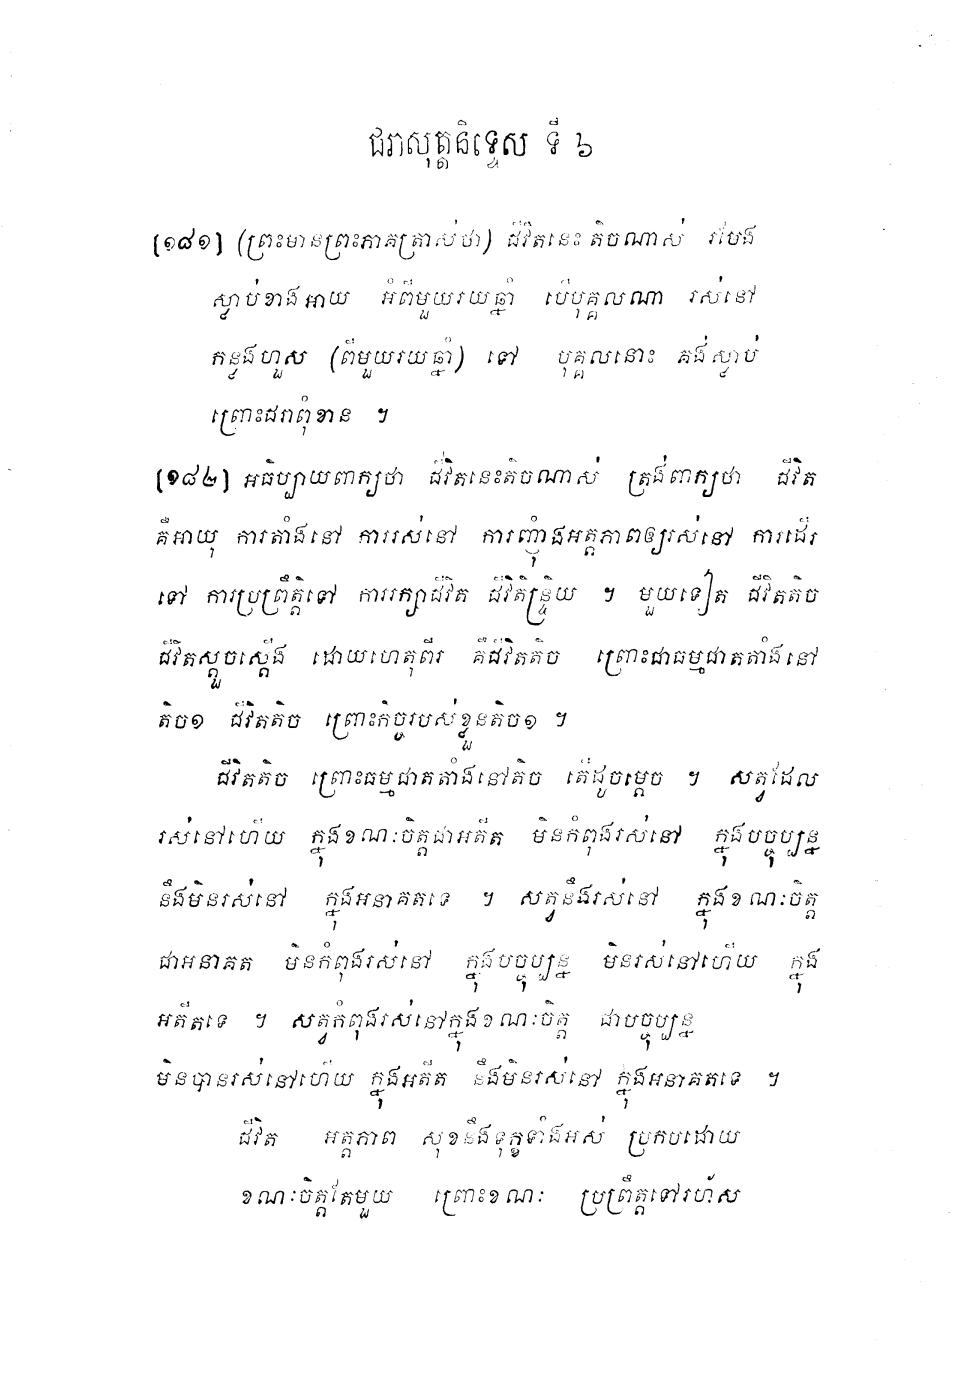 ជរាសុត្តនិទ្ទេស ទី ៦
[១៨១] (ព្រះមានព្រះភាគត្រាស់ថា) ជីវិតនេះ តិចណាស់ រមែង
ស្លាប់ខាងអាយ អំពីមួយរយឆ្នាំ បើបុគ្គលណា រស់នៅ
កន្លងហួស (ពីមួយរយឆ្នាំ) ទៅ បុគ្គលនោះ គង់ស្លាប់
ព្រោះជរាពុំខាន ។
[១៨២] អធិប្បាយពាក្យថា ជីវិតនេះតិចណាស់ ត្រង់ពាក្យថា ជីវិត
គឺអាយុ ការតាំងនៅ ការរស់នៅ ការញ៉ាំងអត្តភាពឲ្យរស់នៅ ការដើរ
ទៅ ការប្រព្រឹត្តិទៅ ការរក្សាជីវិត ជីវិតិន្ទ្រិយ ។ មួយទៀត ជីវិតតិច
ជីវិតស្តួចស្តើង ដោយហេតុពីរ គឺជីវិតតិច ព្រោះជាធម្មជាតតាំងនៅ
តិច១ ជីវិតតិច ព្រោះកិច្ចរបស់ខ្លួនតិច១ ។
ជីវិតតិច ព្រោះធម្មជាតតាំងនៅតិច តើដូចម្តេច ។ សត្វដែល
រស់នៅហើយ ក្នុងខណៈចិត្តជាអតីត មិនកំពុងរស់នៅ ក្នុងបច្ចុប្បន្ន
នឹងមិនរស់នៅ ក្នុងអនាគតទេ ។ សត្វនឹងរស់នៅ ក្នុងខណៈចិត្ត
ជាអនាគត មិនកំពុងរស់នៅ ក្នុងបច្ចុប្បន្ន មិនរស់នៅហើយ ក្នុង
អតីតទេ ។ សត្វកំពុងរស់នៅក្នុងខណៈចិត្ត ជាបច្ចុប្បន្ន
មិនបានរស់នៅហើយ ក្នុងអតីត នឹងមិនរស់នៅ ក្នុងអនាគតទេ ។
ជីវិត អត្តភាព សុខនឹងទុក្ខទាំងអស់ ប្រកបដោយ
ខណៈចិត្តតែមួយ ព្រោះខណៈ ប្រព្រឹត្តទៅរហ័ស